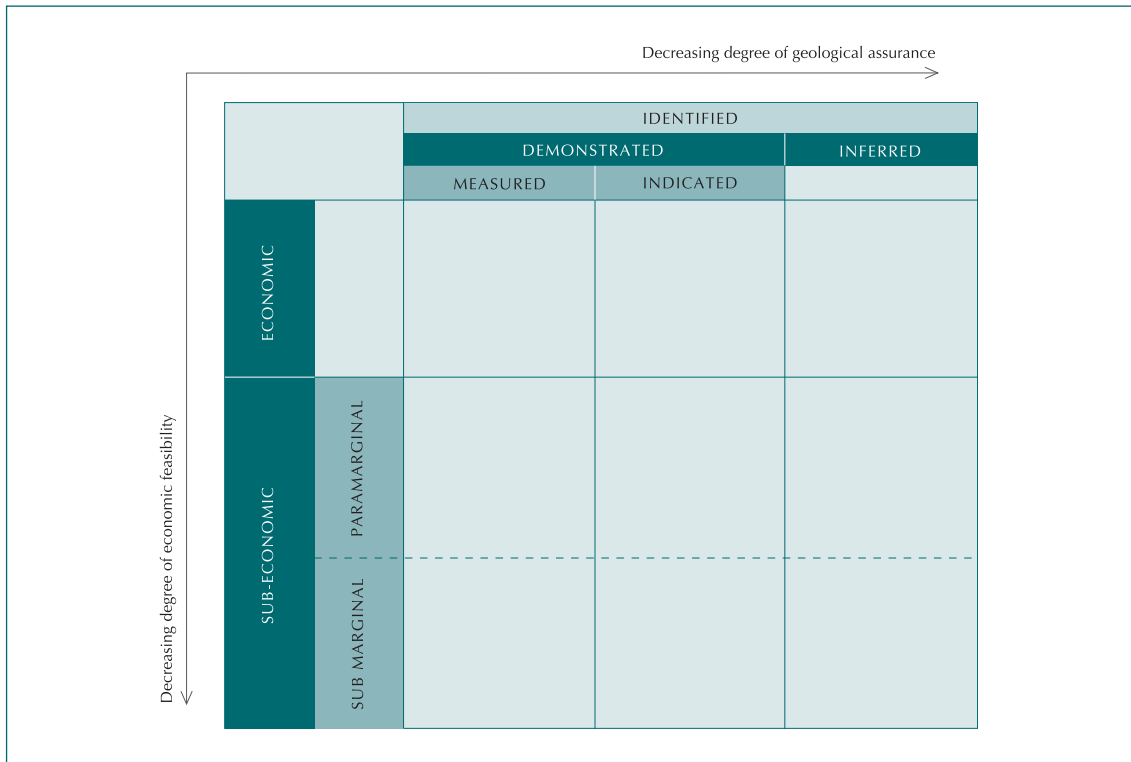 Decreasing degree of geological assurance
IDENTIFIED
DEMONSTRATED
INFERRED
MEASURED
INDICATED
ECONOMIC
Decreasing degree of economic feasibility
SUB-ECONOMIC
PARAMARGINAL
SUB MARGINAL